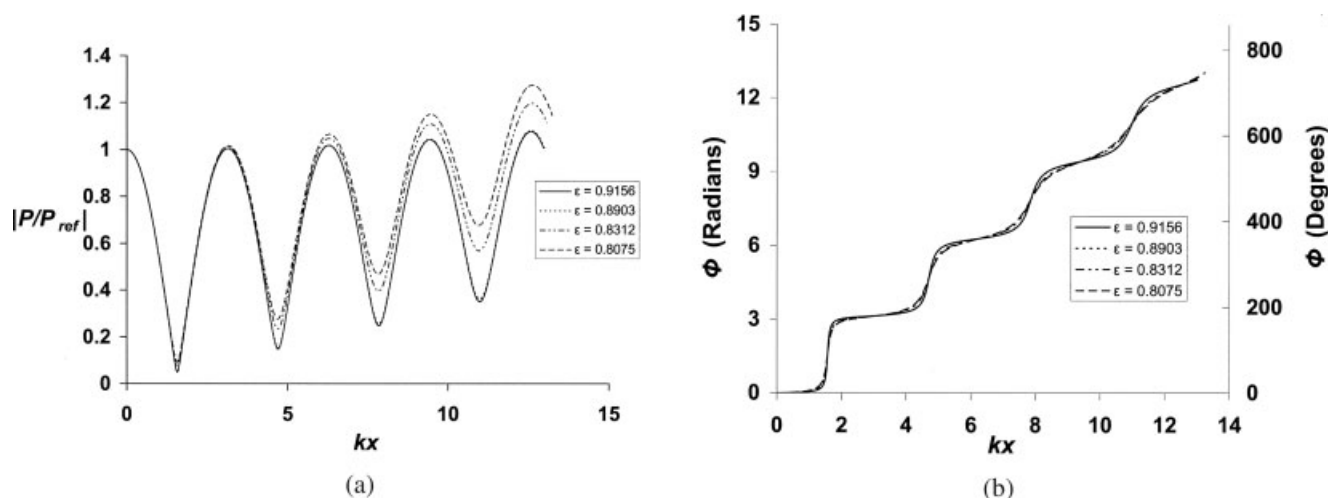 1.4
1.2
1
0.8
0.6
0.4
0.2
0
|P/P ref|
0
5
10
15
kx
ε = 0.9156
ε = 0.8903
ε = 0.8312
ε = 0.8075
(a)
15
12
9
6
3
0
Φ (Radians)
0
2
4
6
8
10
12
14
kx
800
600
400
200
0
Φ (Degrees)
ε = 0.9156
ε = 0.8903
ε = 0.8312
ε = 0.8075
(b)